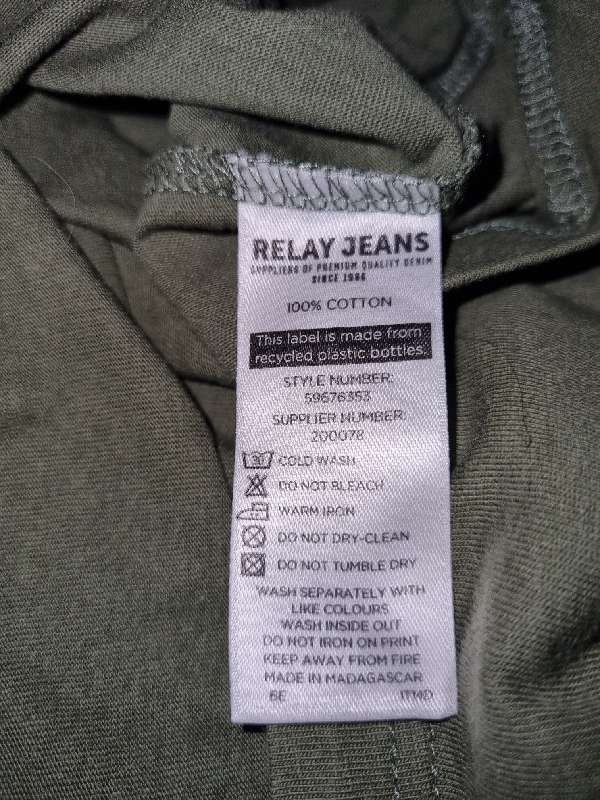 RELAY JEANS
SUPPLIERS OF PREMIUM QUALITY DENIM
SINCE 1986
100% COTTON
This label is made from
recycled plastic bottles.
STYLE NUMBER:
59676353
SUPPLIER NUMBER:
200078
COLD WASH
DO NOT BLEACH
WARM IRON
DO NOT DRY-CLEAN
DO NOT TUMBLE DRY
WASH SEPARATELY WITH
LIKE COLOURS
WASH INSIDE OUT
DO NOT IRON ON PRINT
KEEP AWAY FROM FIRE
MADE IN MADAGASCAR
6E